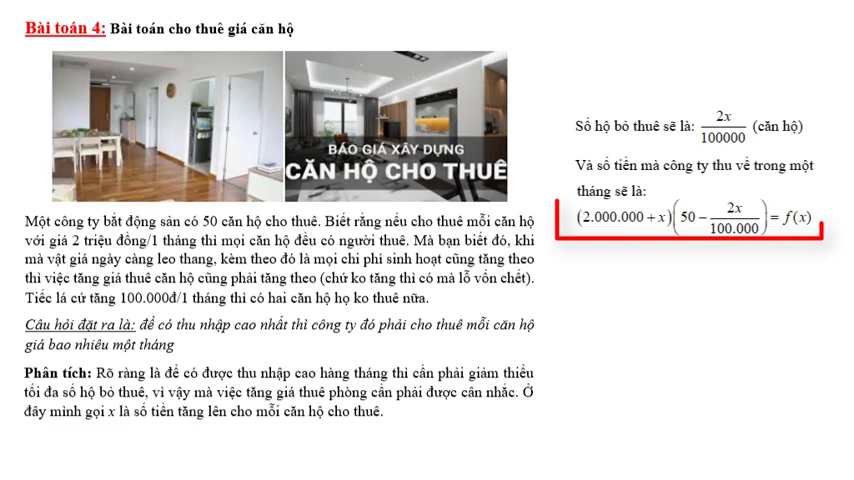 Bài toán 4: Bài toán cho thuê giá căn hộ
BÁO GIÁ XÂY DỰNG
CĂN HỘ CHO THUÊ
Một công ty bất động sản có 50 căn hộ cho thuê. Biết rằng nếu cho thuê mỗi căn hộ
với giá 2 triệu đồng/1 tháng thì mọi căn hộ đều có người thuê. Mà bạn biết đó, khi
mà vật giá ngày càng leo thang, kèm theo đó là mọi chi phí sinh hoạt cũng tăng theo
thì việc tăng giá thuê căn hộ cũng phải tăng theo (chứ ko tăng thì có mà lỗ vốn chết).
Tiếc lá cứ tăng 100.000đ/1 tháng thì có hai căn hộ họ ko thuê nữa.
Câu hỏi đặt ra là: để có thu nhập cao nhất thì công ty đó phải cho thuê mỗi căn hộ
giá bao nhiêu một tháng
Phân tích: Rõ ràng là để có được thu nhập cao hàng tháng thì cần phải giảm thiểu
tối đa số hộ bỏ thuê, vì vậy mà việc tăng giá thuê phòng cần phải được cân nhắc. Ở
đây mình gọi x là số tiền tăng lên cho mỗi căn hộ cho thuê.
Số hộ bỏ thuê sẽ là: 2x/100000 (căn hộ)
Và số tiền mà công ty thu về trong một
tháng sẽ là:
(2.000.000 + x)(50 − 2x/100.000) = f(x)